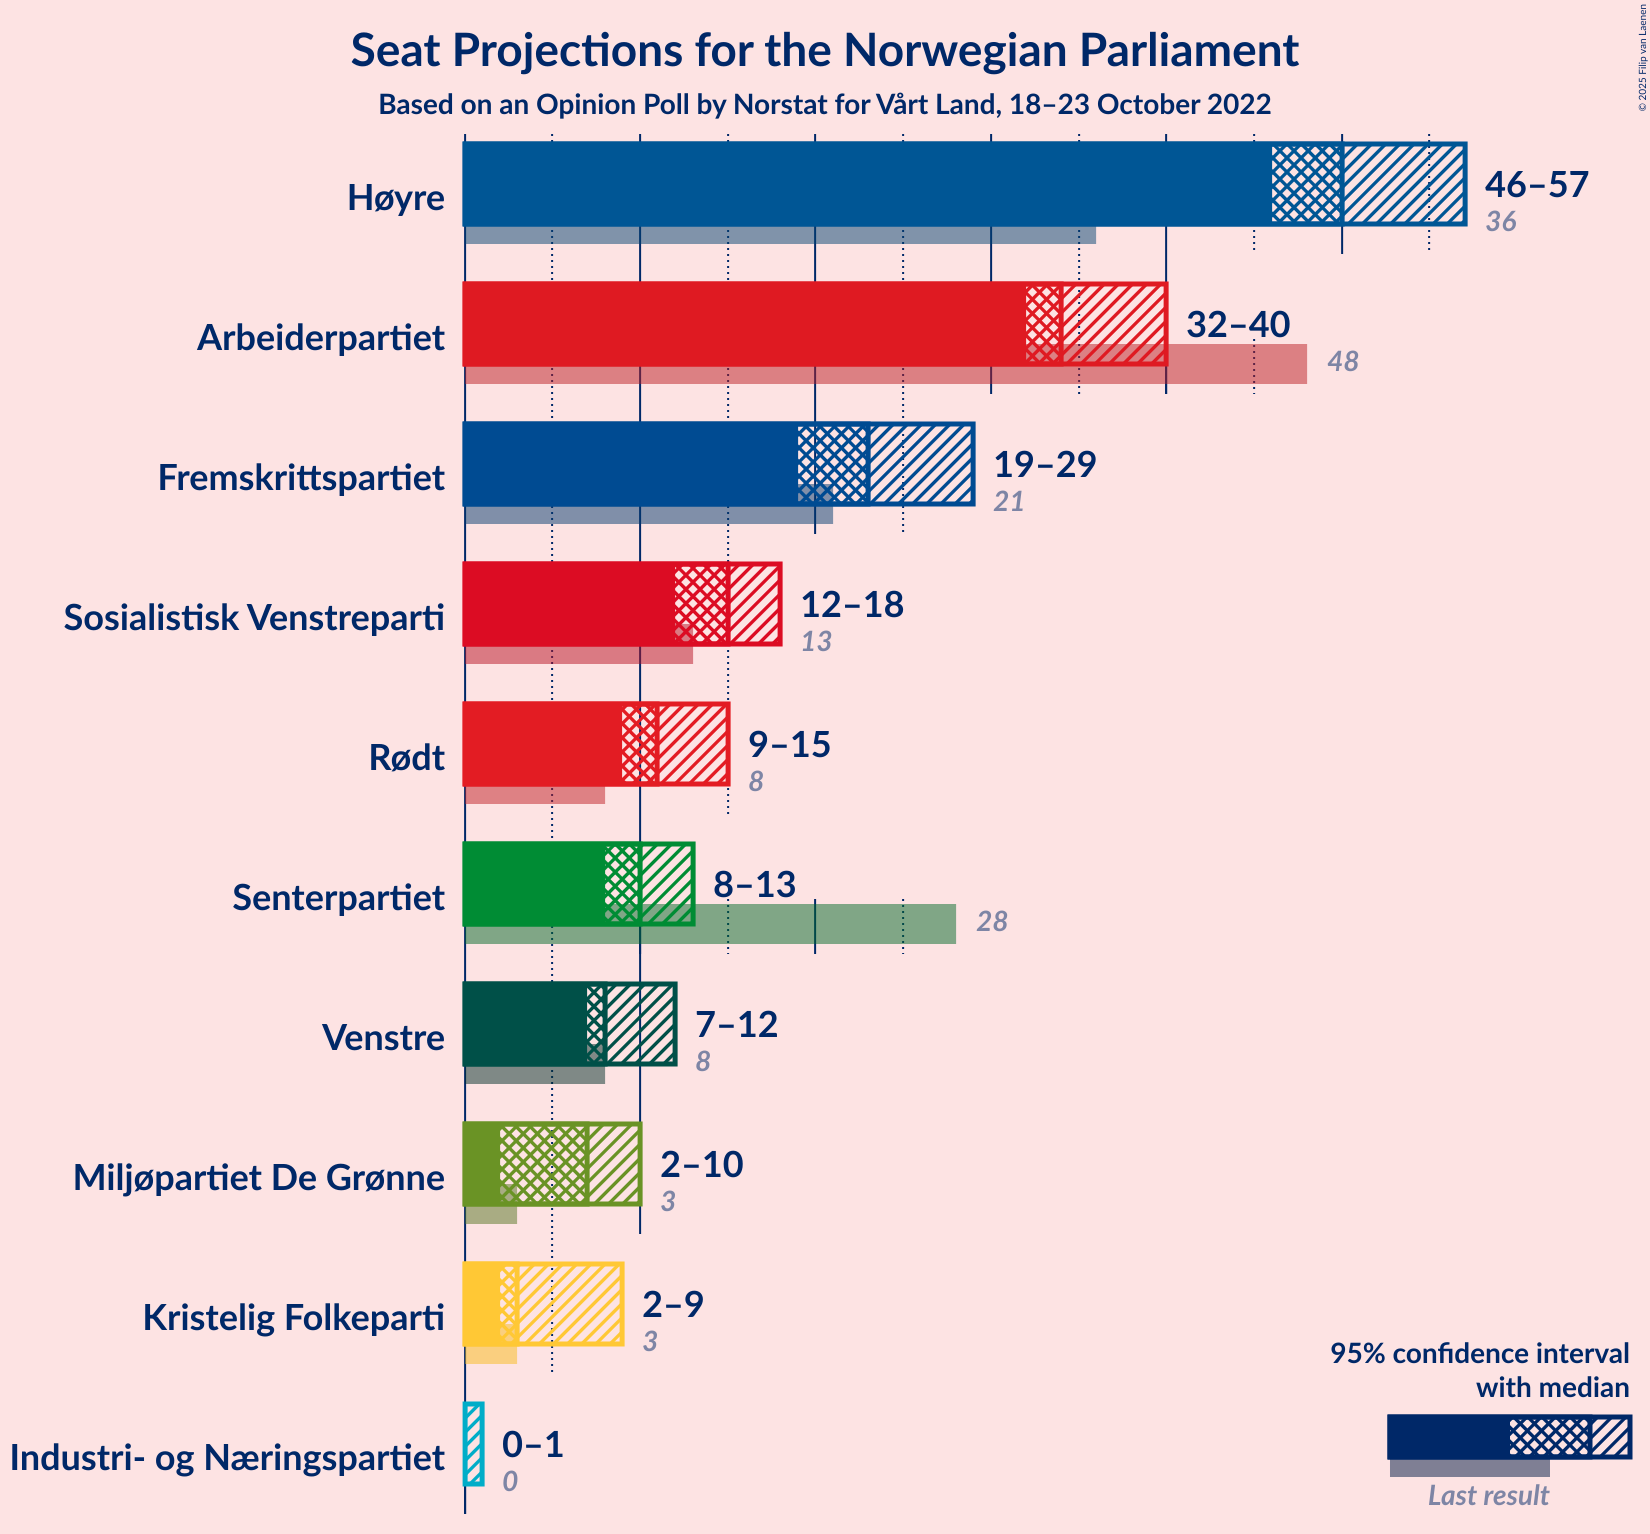 Seat Projections for the Norwegian Parliament
Based on an Opinion Poll by Norstat for Vårt Land, 18–23 October 2022
© 2025 Filip van Laenen
Høyre
46–57
36
Arbeiderpartiet
32–40
48
Fremskrittspartiet
19–29
21
Sosialistisk Venstreparti
12–18
13
Rødt
9–15
8
Senterpartiet
8–13
28
Venstre
7–12
8
Miljøpartiet De Grønne
2–10
3
Kristelig Folkeparti
2–9
3
Industri- og Næringspartiet
0–1
0
95% confidence interval
with median
Last result